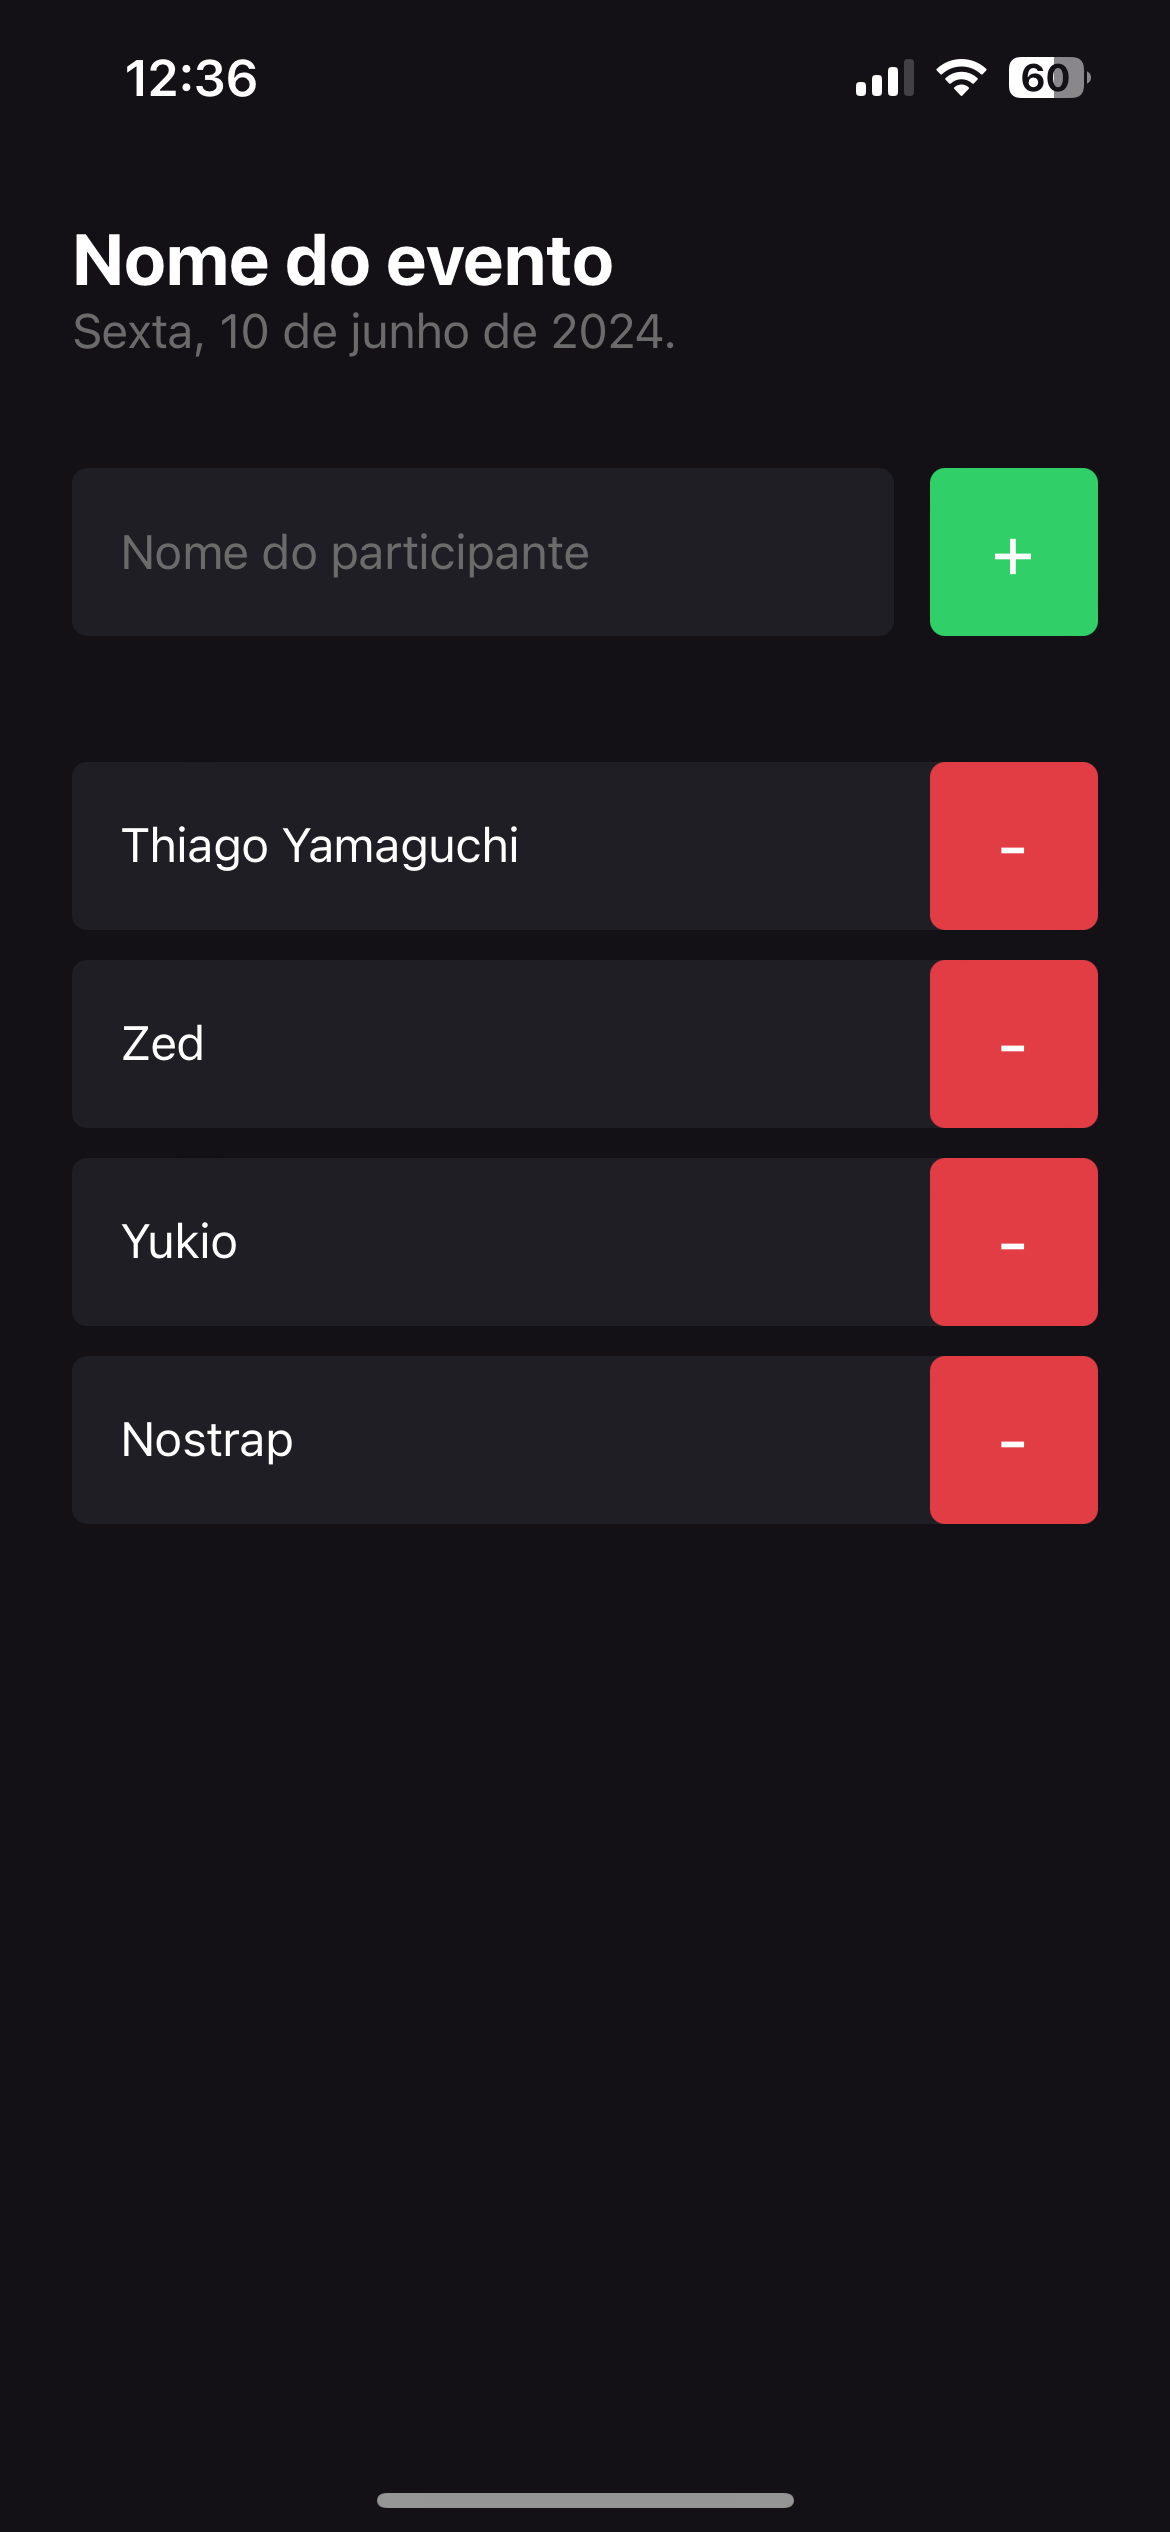 12:36
60
Nome do evento
Sexta, 10 de junho de 2024.
Nome do participante
+
Thiago Yamaguchi
-
Zed
-
Yukio
-
Nostrap
-